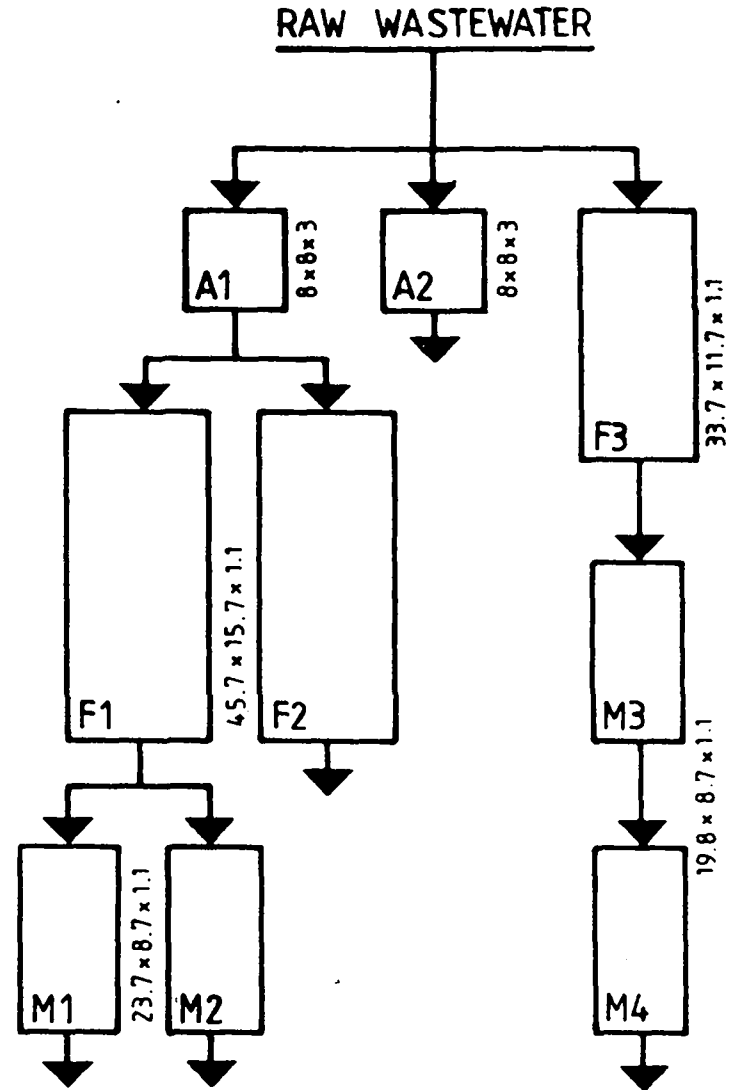 RAW WASTEWATER
A1
8×8×3
A2
8×8×3
F3
33.7 × 11.7 × 1.1
F1
45.7 × 15.7 × 1.1
F2
M3
19.8 × 8.7 × 1.1
M1
23.7 × 8.7 × 1.1
M2
M4